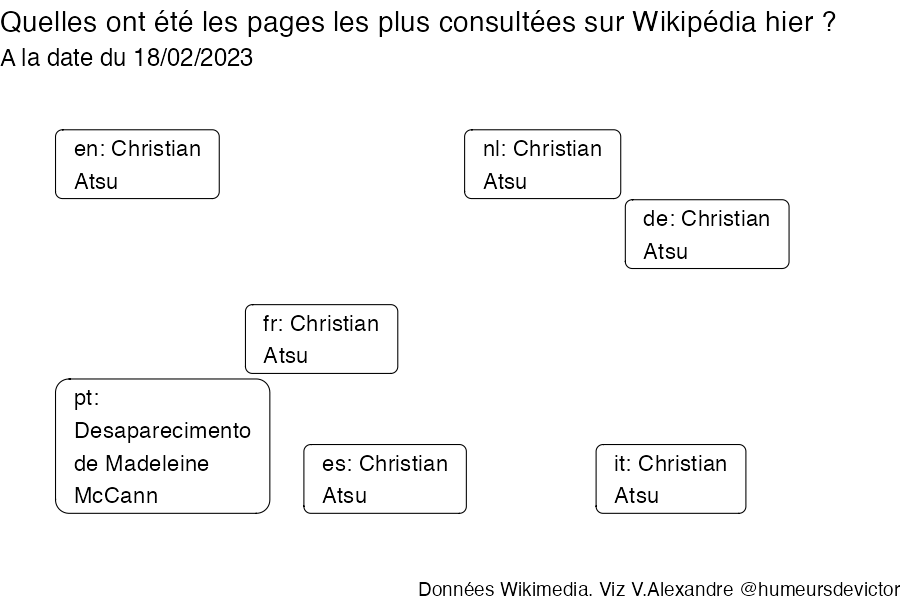 Quelles ont été les pages les plus consultées sur Wikipédia hier ?
A la date du 18/02/2023
en: Christian
Atsu
nl: Christian
Atsu
de: Christian
Atsu
fr: Christian
Atsu
pt:
Desaparecimento
de Madeleine
McCann
es: Christian
Atsu
it: Christian
Atsu
Données Wikimedia. Viz V.Alexandre @humeursdevictor